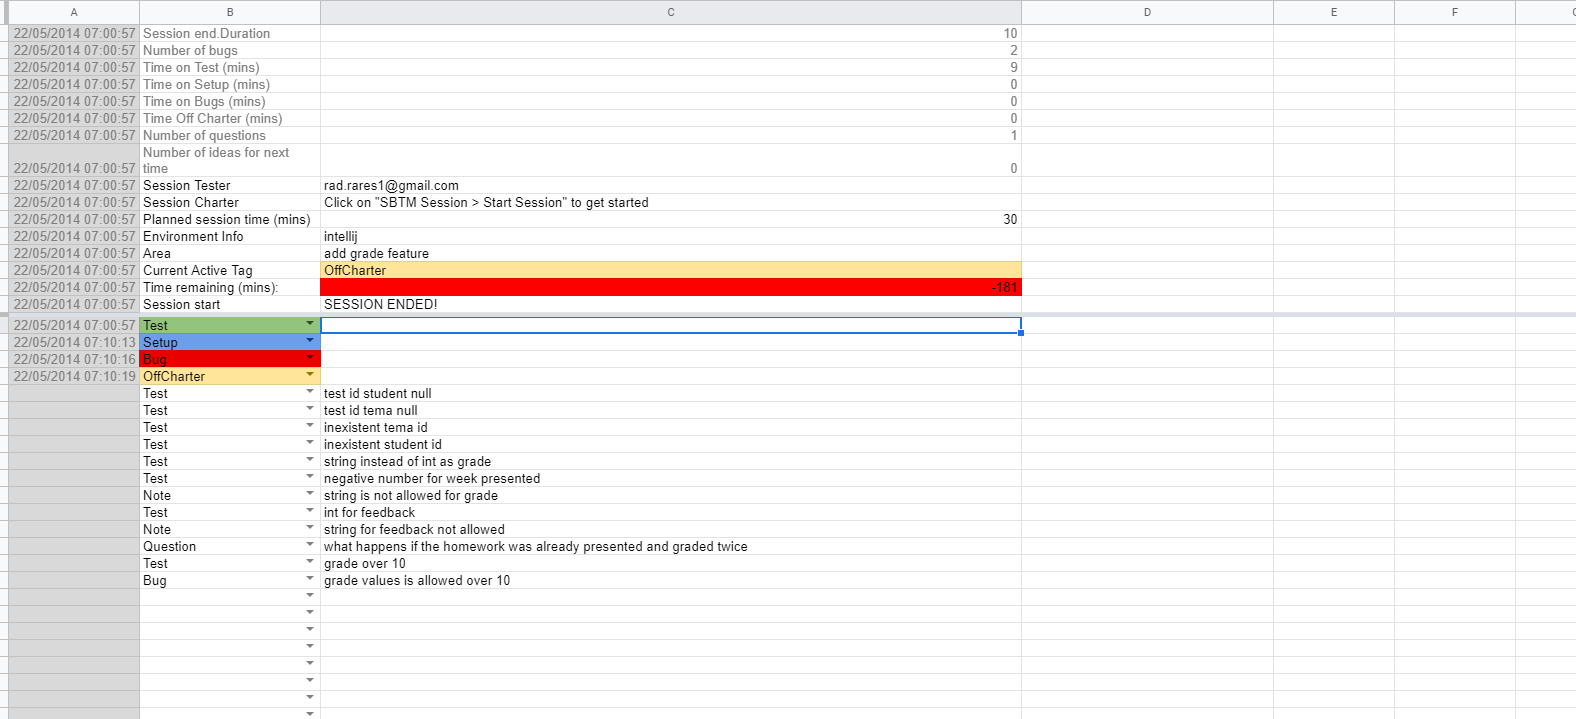 A B C D E F
22/05/2014 07:00:57 Session end.Duration 10
22/05/2014 07:00:57 Number of bugs 2
22/05/2014 07:00:57 Time on Test (mins) 9
22/05/2014 07:00:57 Time on Setup (mins) 0
22/05/2014 07:00:57 Time on Bugs (mins) 0
22/05/2014 07:00:57 Time Off Charter (mins) 0
22/05/2014 07:00:57 Number of questions 1
Number of ideas for next
22/05/2014 07:00:57 time 0
22/05/2014 07:00:57 Session Tester rad.rares1@gmail.com
22/05/2014 07:00:57 Session Charter Click on "SBTM Session > Start Session" to get started
22/05/2014 07:00:57 Planned session time (mins) 30
22/05/2014 07:00:57 Environment Info intellij
22/05/2014 07:00:57 Area add grade feature
22/05/2014 07:00:57 Current Active Tag OffCharter
22/05/2014 07:00:57 Time remaining (mins): -181
22/05/2014 07:00:57 Session start SESSION ENDED!
22/05/2014 07:00:57 Test
22/05/2014 07:10:13 Setup
22/05/2014 07:10:16 Bug
22/05/2014 07:10:19 OffCharter
Test test id student null
Test test id tema null
Test inexistent tema id
Test inexistent student id
Test string instead of int as grade
Test negative number for week presented
Note string is not allowed for grade
Test int for feedback
Note string for feedback not allowed
Question what happens if the homework was already presented and graded twice
Test grade over 10
Bug grade values is allowed over 10